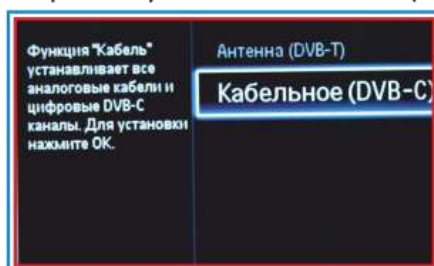 Функция "Кабель"
устанавливает все
аналоговые кабели и
цифровые DVB-C
каналы. Для установки
нажмите ОК.
Антенна (DVB-T)
Кабельное (DVB-C)